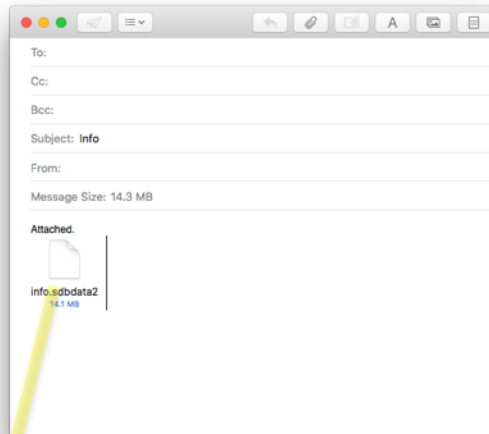 To:
Cc:
Bcc:
Subject: Info
From:
Message Size: 14.3 MB
Attached.
info.sdbdata2
14.1 MB